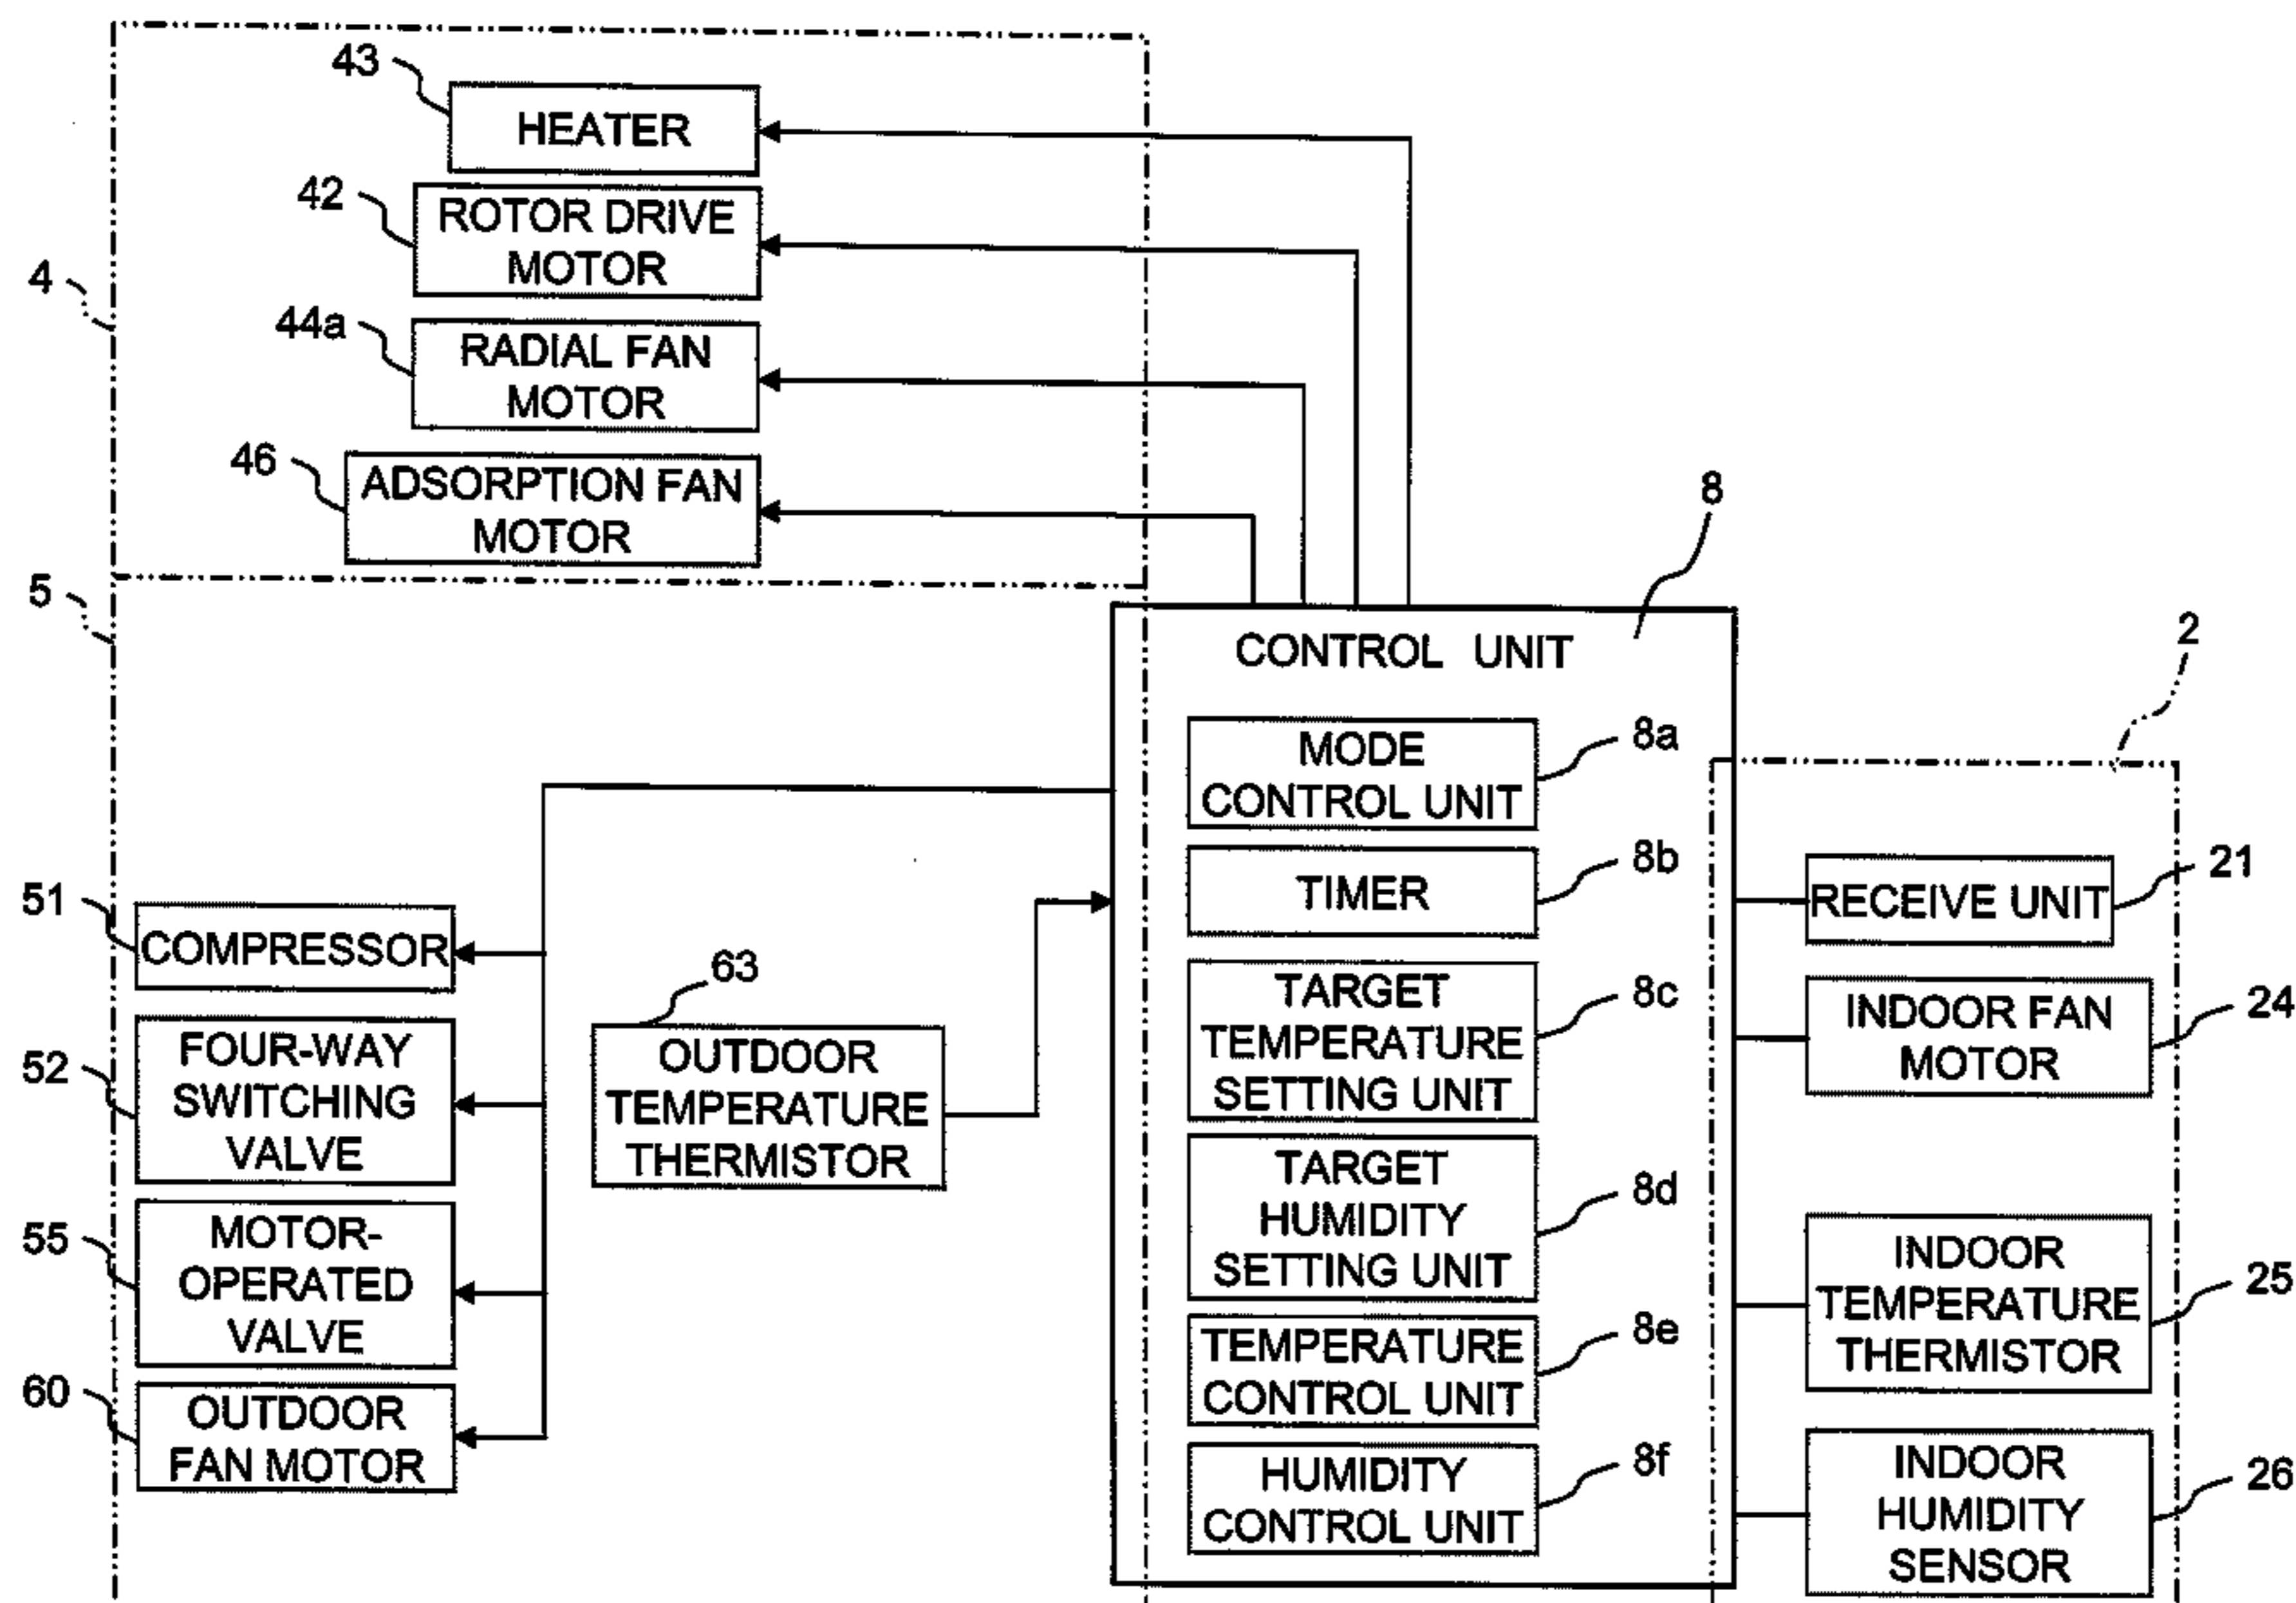 43
HEATER
42
ROTOR DRIVE
MOTOR
4
44a
RADIAL FAN
MOTOR
46
ADSORPTION FAN
MOTOR
5
8
CONTROL UNIT
2
MODE
CONTROL UNIT
8a
TIMER
8b
TARGET
TEMPERATURE
SETTING UNIT
8c
TARGET
HUMIDITY
SETTING UNIT
8d
TEMPERATURE
CONTROL UNIT
8e
HUMIDITY
CONTROL UNIT
8f
51
COMPRESSOR
52
FOUR-WAY
SWITCHING
VALVE
55
MOTOR-
OPERATED
VALVE
60
OUTDOOR
FAN MOTOR
63
OUTDOOR
TEMPERATURE
THERMISTOR
RECEIVE UNIT
21
INDOOR FAN
MOTOR
24
INDOOR
TEMPERATURE
THERMISTOR
25
INDOOR
HUMIDITY
SENSOR
26